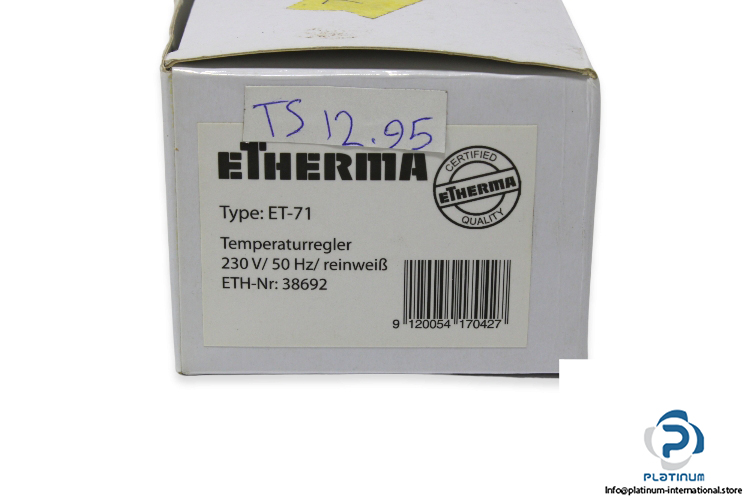 TS 12.95
ETHERMA
CERTIFIED
ETHERMA
QUALITY
Type: ET-71
Temperaturregler
230 V/ 50 Hz/ reinweiß
ETH-Nr: 38692
9 120054 170427
PLATINUM
Info@platinum-international.store